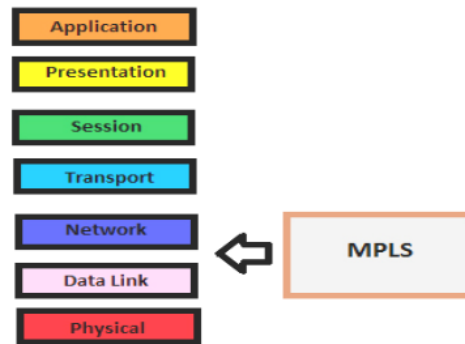 Application
Presentation
Session
Transport
Network
MPLS
Data Link
Physical